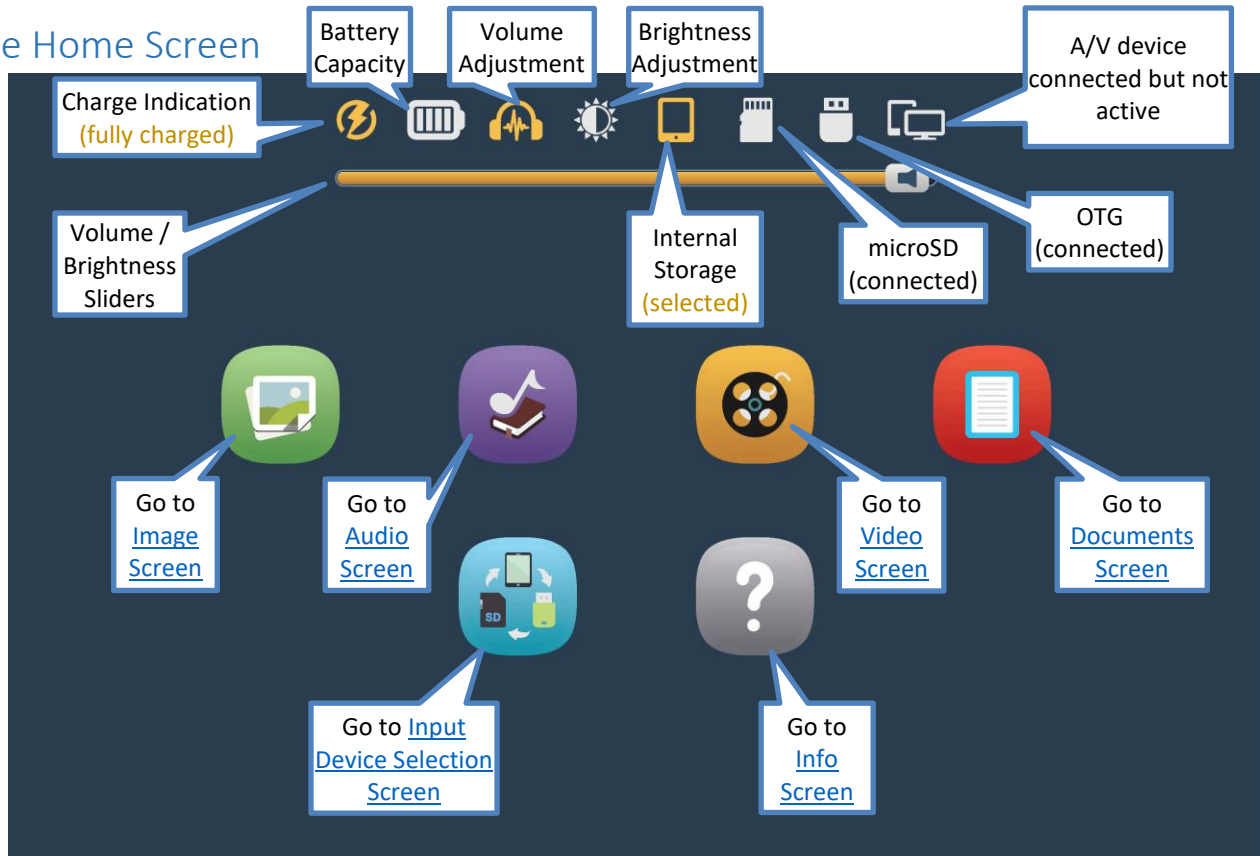 e Home Screen
Battery
Capacity
Volume
Adjustment
Brightness
Adjustment
A/V device
connected but not
active
Charge Indication
(fully charged)
Volume /
Brightness
Sliders
Internal
Storage
(selected)
microSD
(connected)
OTG
(connected)
Go to
Image
Screen
Go to
Audio
Screen
Go to
Video
Screen
Go to
Documents
Screen
SD
Go to Input
Device Selection
Screen
?
Go to
Info
Screen